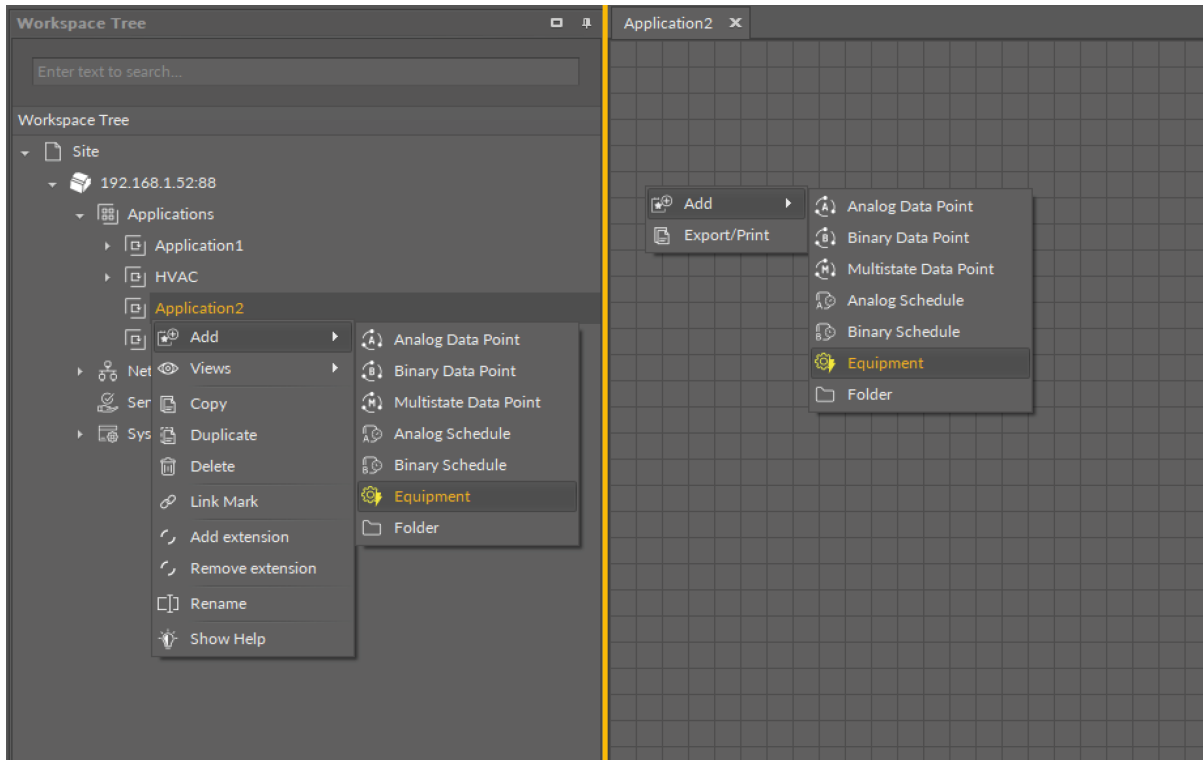 Workspace Tree
Enter text to search...
Workspace Tree
Site
192.168.1.52:88
Applications
Application1
HVAC
Application2
Net
Ser
Sys
Add
Views
Copy
Duplicate
Delete
Link Mark
Add extension
Remove extension
Rename
Show Help
Analog Data Point
Binary Data Point
Multistate Data Point
Analog Schedule
Binary Schedule
Equipment
Folder
Application2
Add
Export/Print
Analog Data Point
Binary Data Point
Multistate Data Point
Analog Schedule
Binary Schedule
Equipment
Folder